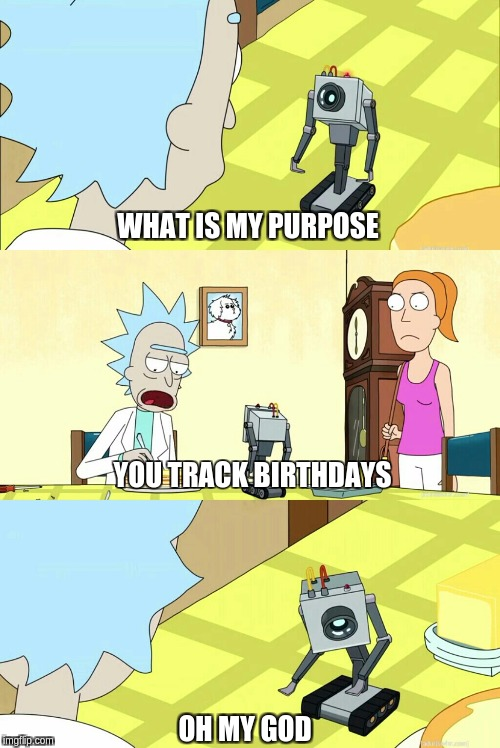 WHAT IS MY PURPOSE
YOU TRACK BIRTHDAYS
OH MY GOD
imgflip.com